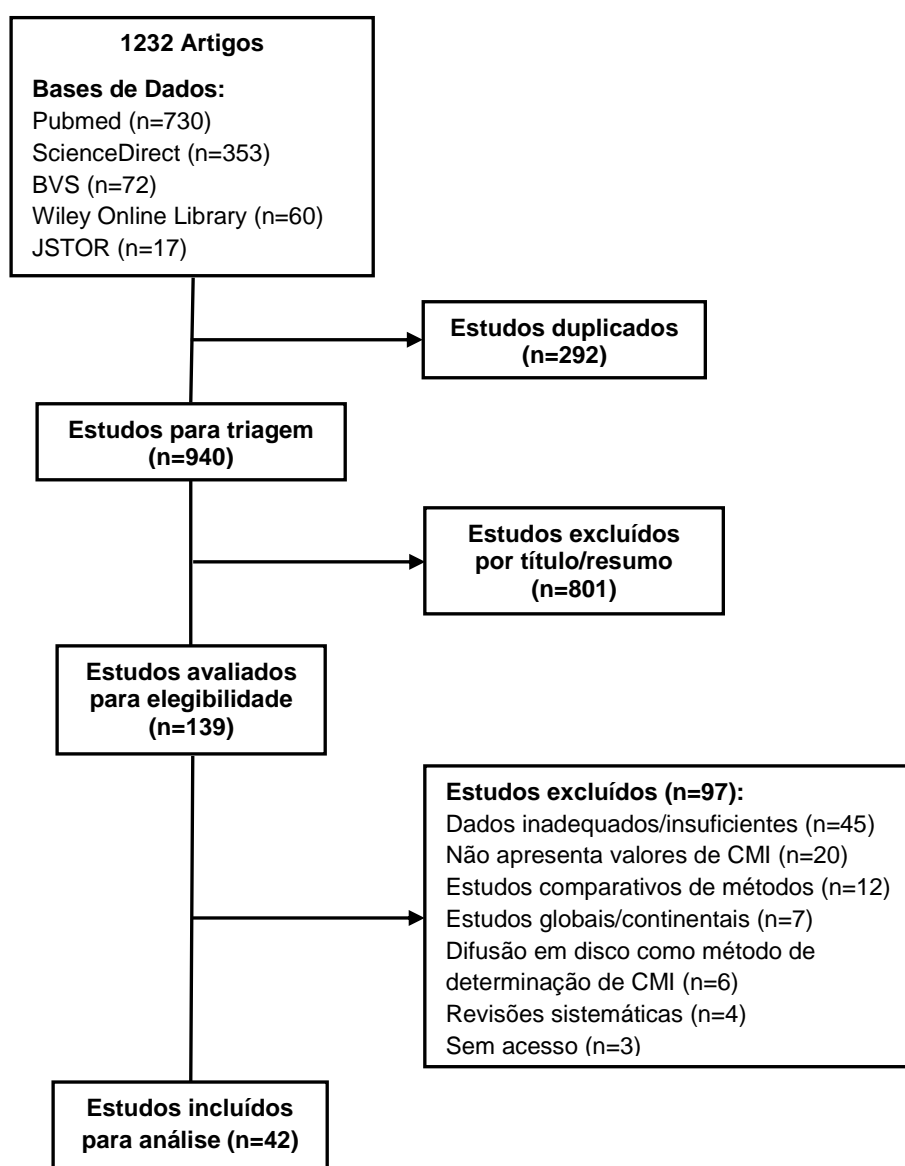 1232 Artigos
Bases de Dados:
Pubmed (n=730)
ScienceDirect (n=353)
BVS (n=72)
Wiley Online Library (n=60)
JSTOR (n=17)
Estudos duplicados
(n=292)
Estudos para triagem
(n=940)
Estudos excluídos
por título/resumo
(n=801)
Estudos avaliados
para elegibilidade
(n=139)
Estudos excluídos (n=97):
Dados inadequados/insuficientes (n=45)
Não apresenta valores de CMI (n=20)
Estudos comparativos de métodos (n=12)
Estudos globais/continentais (n=7)
Difusão em disco como método de
determinação de CMI (n=6)
Revisões sistemáticas (n=4)
Sem acesso (n=3)
Estudos incluídos
para análise (n=42)